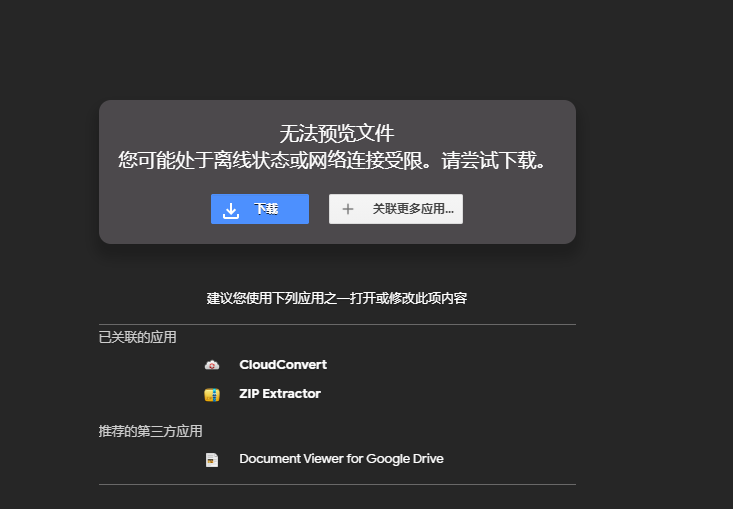 无法预览文件
您可能处于离线状态或网络连接受限。请尝试下载。
下载
关联更多应用...
建议您使用下列应用之一打开或修改此项内容
已关联的应用
CloudConvert
ZIP Extractor
推荐的第三方应用
Document Viewer for Google Drive